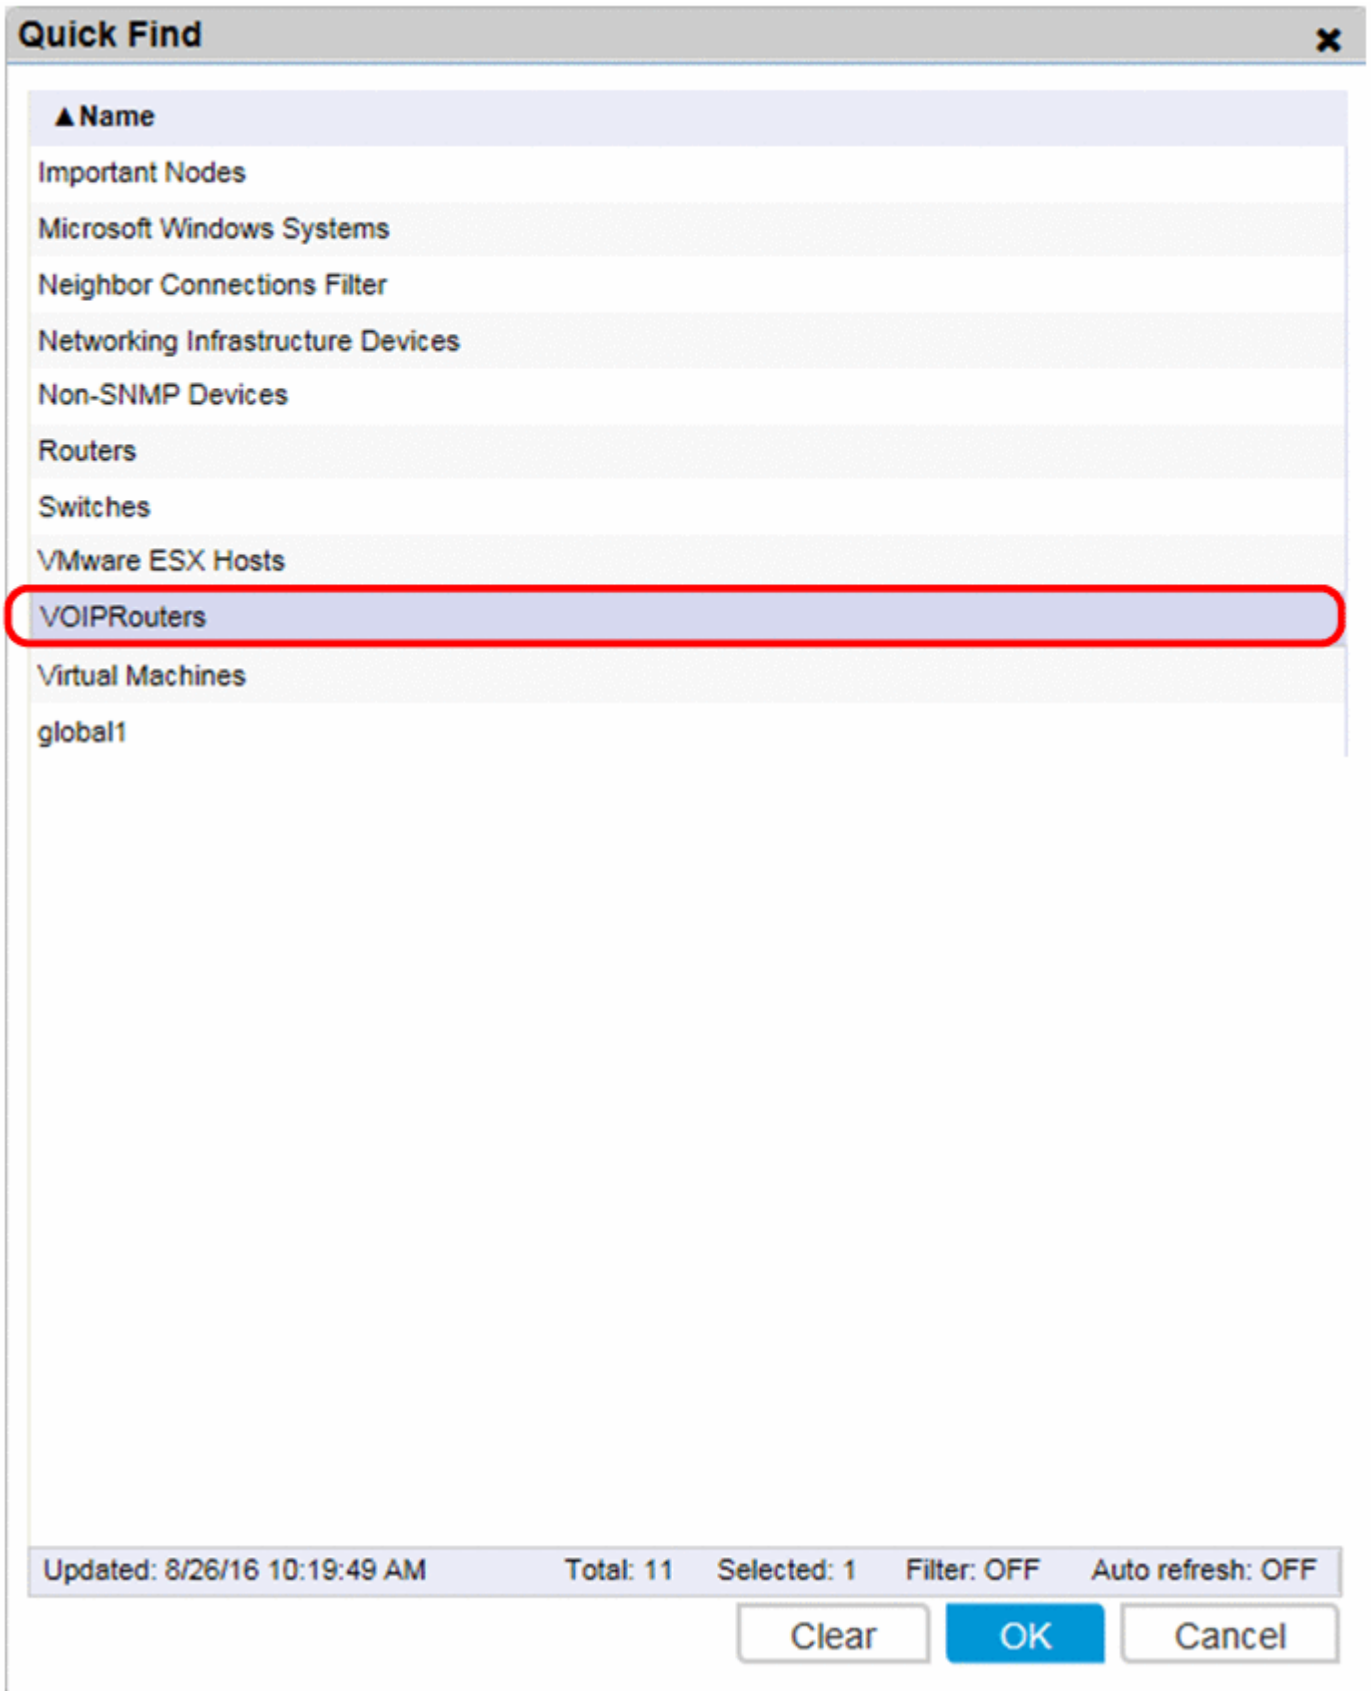 Quick Find
▲Name
Important Nodes
Microsoft Windows Systems
Neighbor Connections Filter
Networking Infrastructure Devices
Non-SNMP Devices
Routers
Switches
VMware ESX Hosts
VOIPRouters
Virtual Machines
global1
Updated: 8/26/16 10:19:49 AM Total: 11 Selected: 1 Filter: OFF Auto refresh: OFF
Clear OK Cancel